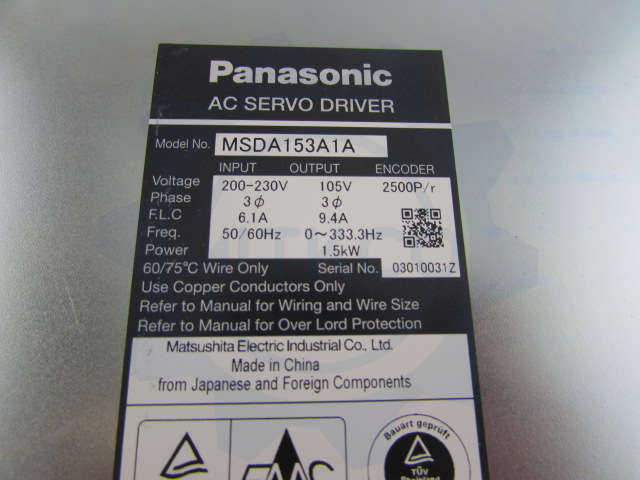 Panasonic
AC SERVO DRIVER
Model No. MSDA153A1A
INPUT OUTPUT ENCODER
Voltage 200-230V 105V 2500P/r
Phase 3ϕ 3ϕ
F.L.C 6.1A 9.4A
Freq. 50/60Hz 0~333.3Hz
Power 1.5kW
60/75°C Wire Only Serial No. 03010031Z
Use Copper Conductors Only
Refer to Manual for Wiring and Wire Size
Refer to Manual for Over Lord Protection
Matsushita Electric Industrial Co., Ltd.
Made in China
from Japanese and Foreign Components
Bauart geprüft
TÜV
Rheinland